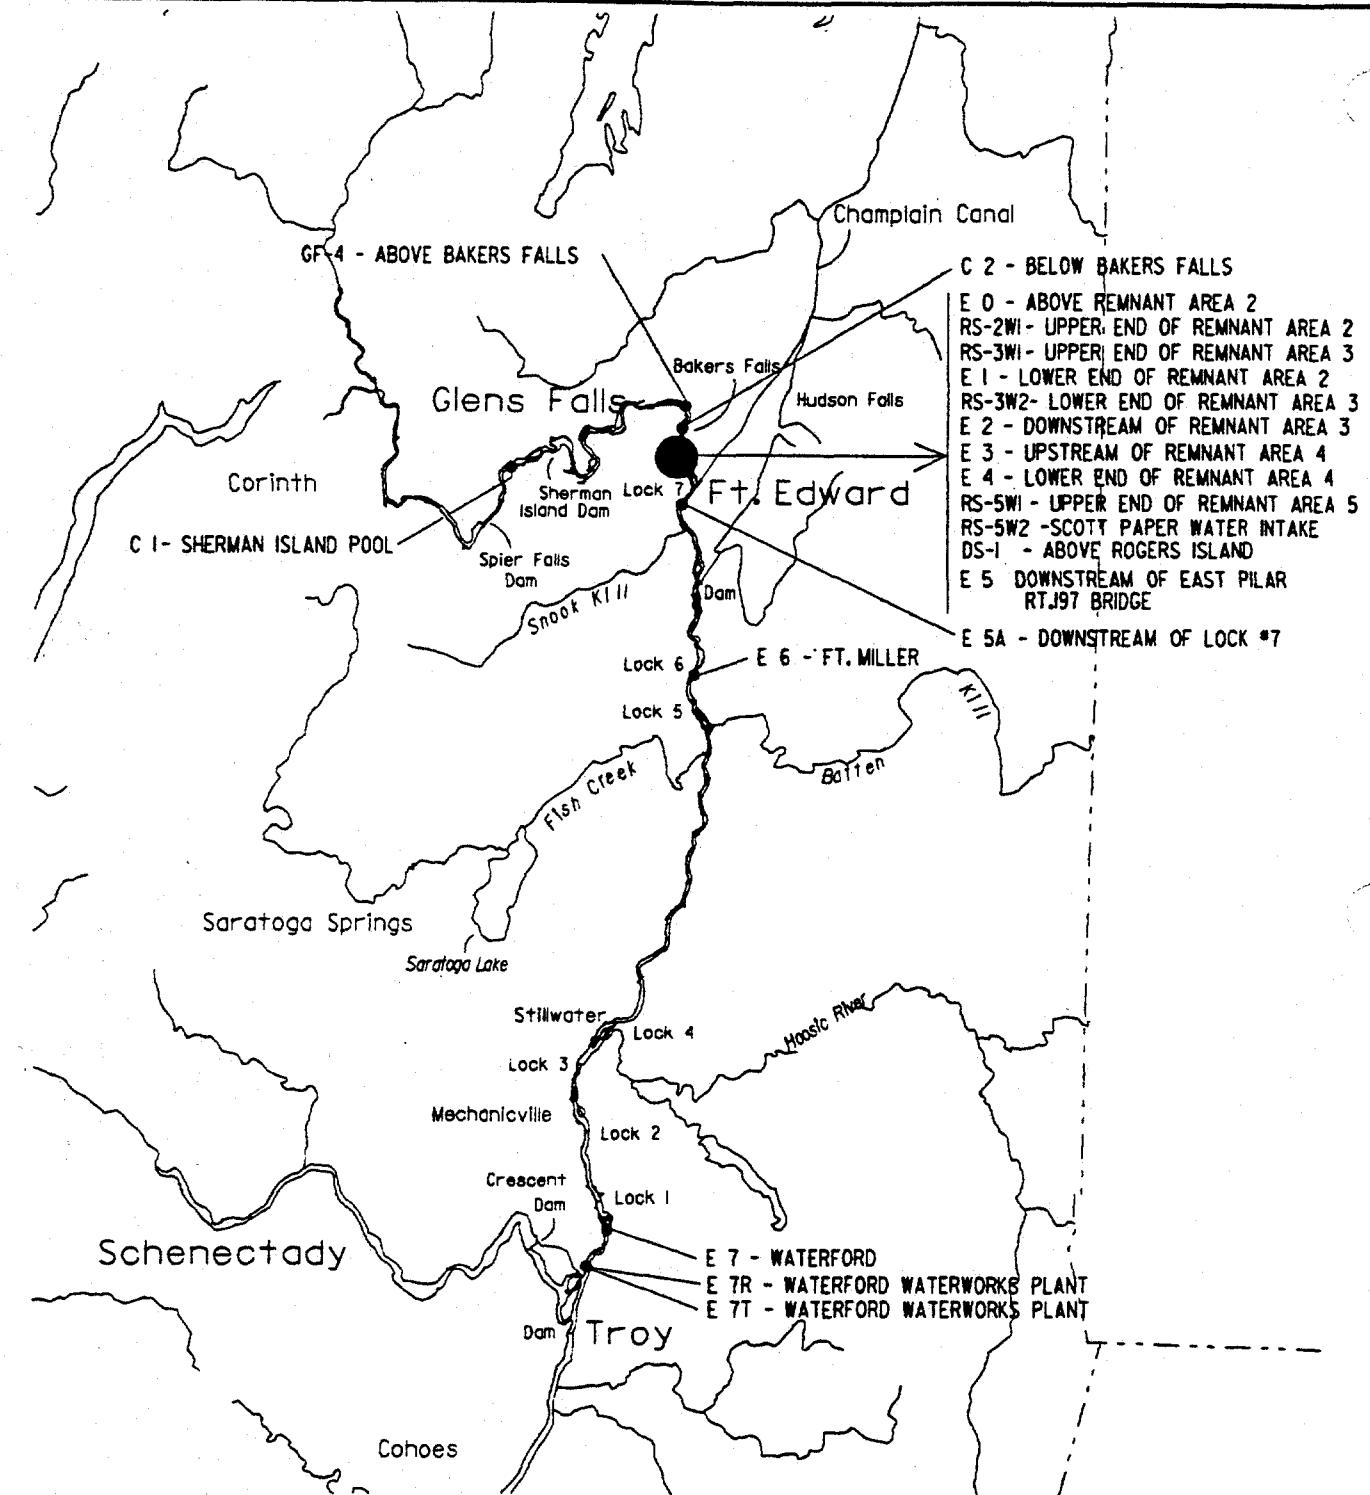 Champlain Canal
GF-4 - ABOVE BAKERS FALLS
C 2 - BELOW BAKERS FALLS
E 0 - ABOVE REMNANT AREA 2
RS-2W1- UPPER END OF REMNANT AREA 2
RS-3W1- UPPER END OF REMNANT AREA 3
E 1 - LOWER END OF REMNANT AREA 2
RS-3W2- LOWER END OF REMNANT AREA 3
E 2 - DOWNSTREAM OF REMNANT AREA 3
E 3 - UPSTREAM OF REMNANT AREA 4
E 4 - LOWER END OF REMNANT AREA 4
RS-5W1 - UPPER END OF REMNANT AREA 5
RS-5W2 -SCOTT PAPER WATER INTAKE
DS-1 - ABOVE ROGERS ISLAND
E 5 DOWNSTREAM OF EAST PILAR
RT.197 BRIDGE
E 5A - DOWNSTREAM OF LOCK #7
Bakers Falls
Glens Falls
Hudson Falls
Corinth
Sherman
Island Dam
Lock 7
Ft. Edward
C 1- SHERMAN ISLAND POOL
Spier Falls
Dam
Snook Kill
Dam
Lock 6
E 6 - FT. MILLER
Lock 5
Batten
Kill
Fish Creek
Saratoga Springs
Saratoga Lake
Stillwater
Lock 4
Hoosic River
Lock 3
Mechanicville
Lock 2
Crescent
Dam
Lock 1
Schenectady
E 7 - WATERFORD
E 7R - WATERFORD WATERWORKS PLANT
E 7T - WATERFORD WATERWORKS PLANT
Dam
Troy
Cohoes